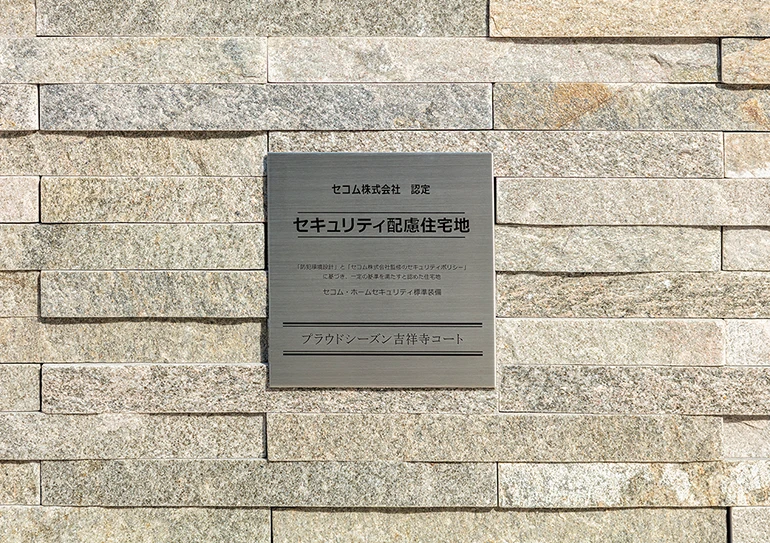 セコム株式会社　認定
セキュリティ配慮住宅地
「防犯環境設計」と、「セコム株式会社監修のセキュリティポリシー」
に基づき、一定の基準を満たすと認めた住宅地
セコム・ホームセキュリティ標準装備
プラウドシーズン吉祥寺コート